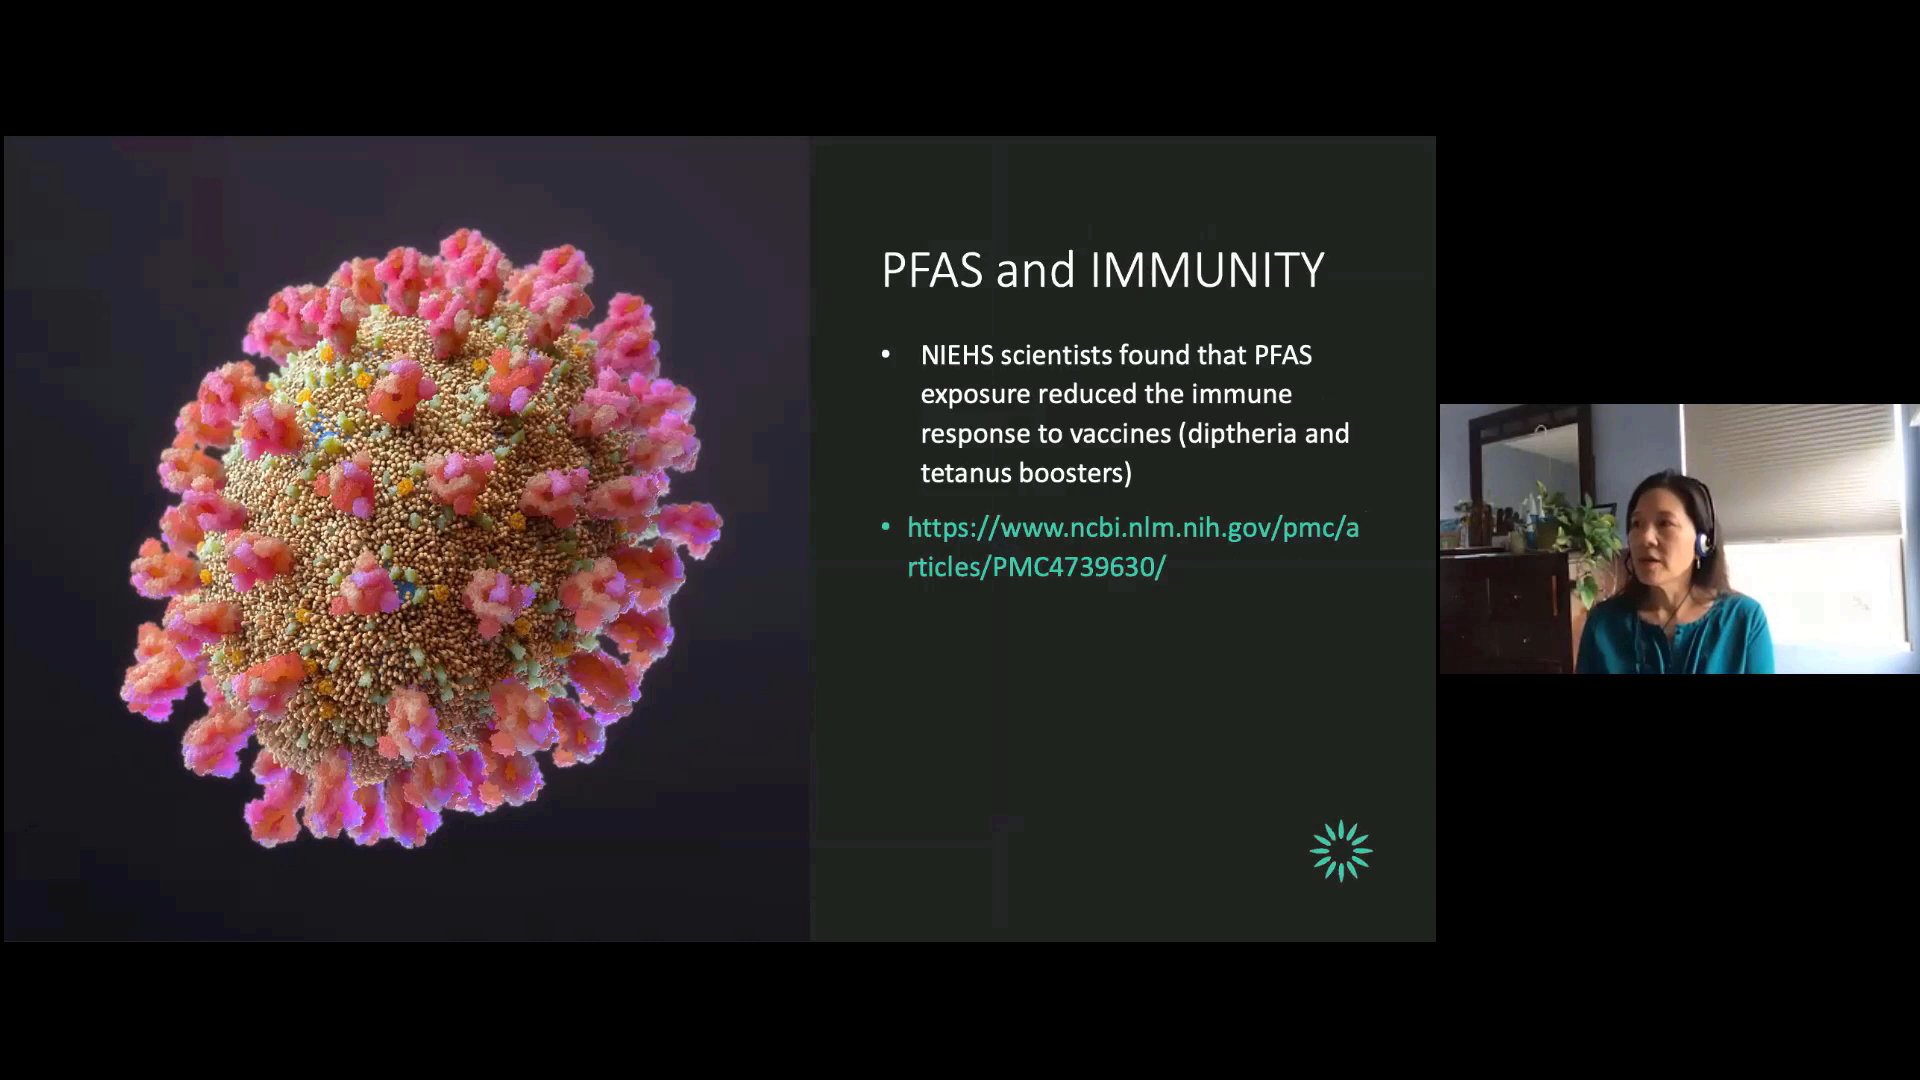 PFAS and IMMUNITY
• NIEHS scientists found that PFAS
exposure reduced the immune
response to vaccines (diptheria and
tetanus boosters)
• https://www.ncbi.nlm.nih.gov/pmc/a
rticles/PMC4739630/